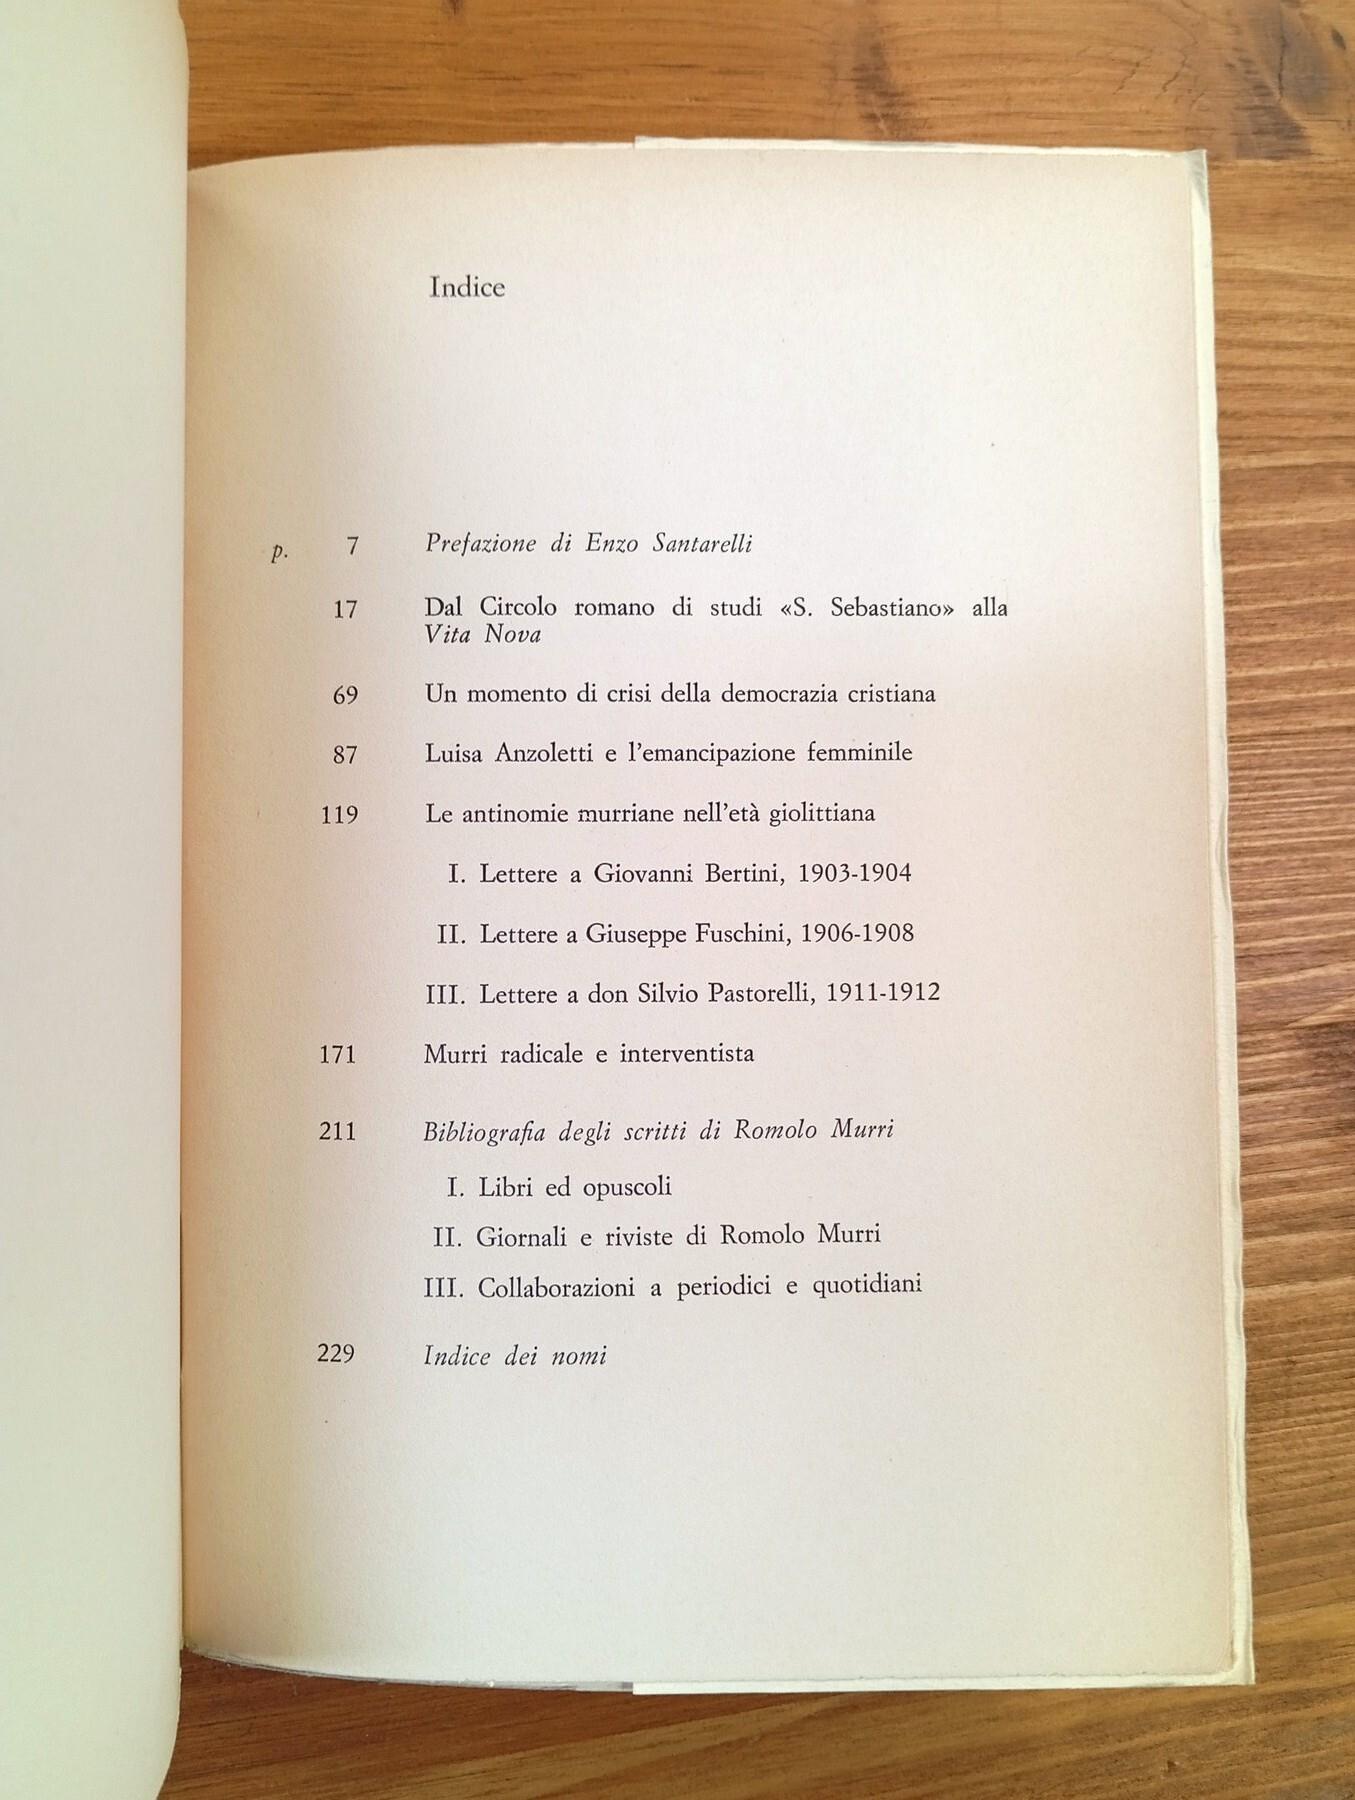 Indice
p. 7 Prefazione di Enzo Santarelli
17 Dal Circolo romano di studi «S. Sebastiano» alla
Vita Nova
69 Un momento di crisi della democrazia cristiana
87 Luisa Anzoletti e l'emancipazione femminile
119 Le antinomie murriane nell'età giolittiana
I. Lettere a Giovanni Bertini, 1903-1904
II. Lettere a Giuseppe Fuschini, 1906-1908
III. Lettere a don Silvio Pastorelli, 1911-1912
171 Murri radicale e interventista
211 Bibliografia degli scritti di Romolo Murri
I. Libri ed opuscoli
II. Giornali e riviste di Romolo Murri
III. Collaborazioni a periodici e quotidiani
229 Indice dei nomi